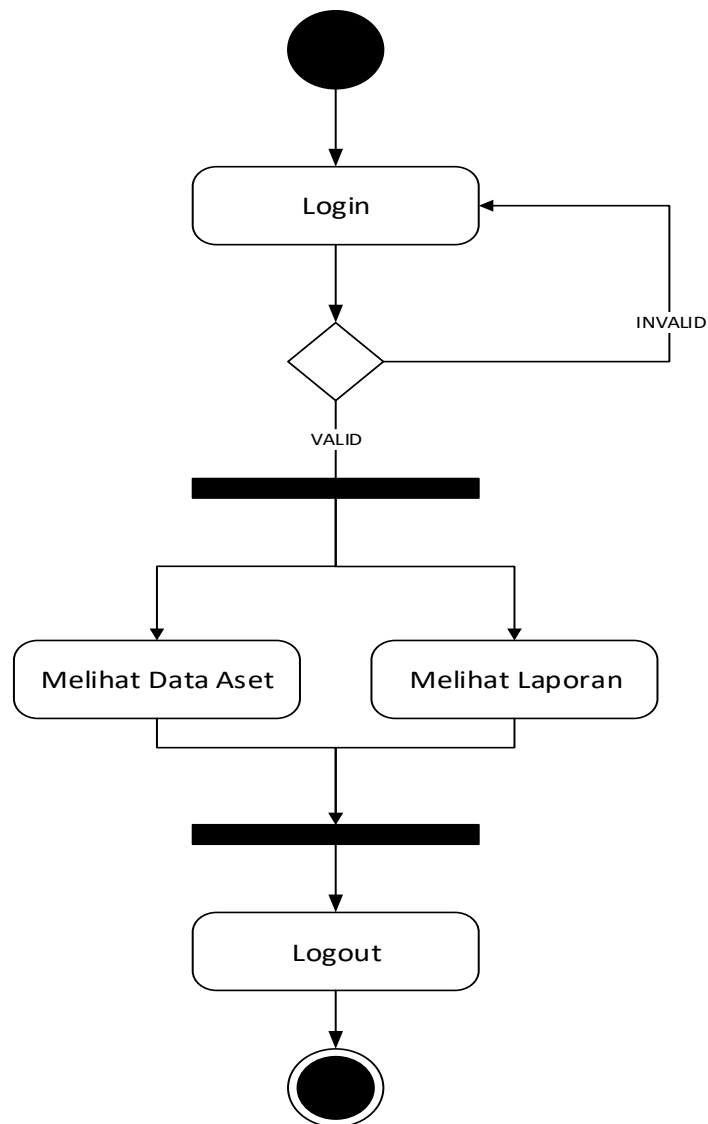 Login
INVALID
VALID
Melihat Data Aset
Melihat Laporan
Logout